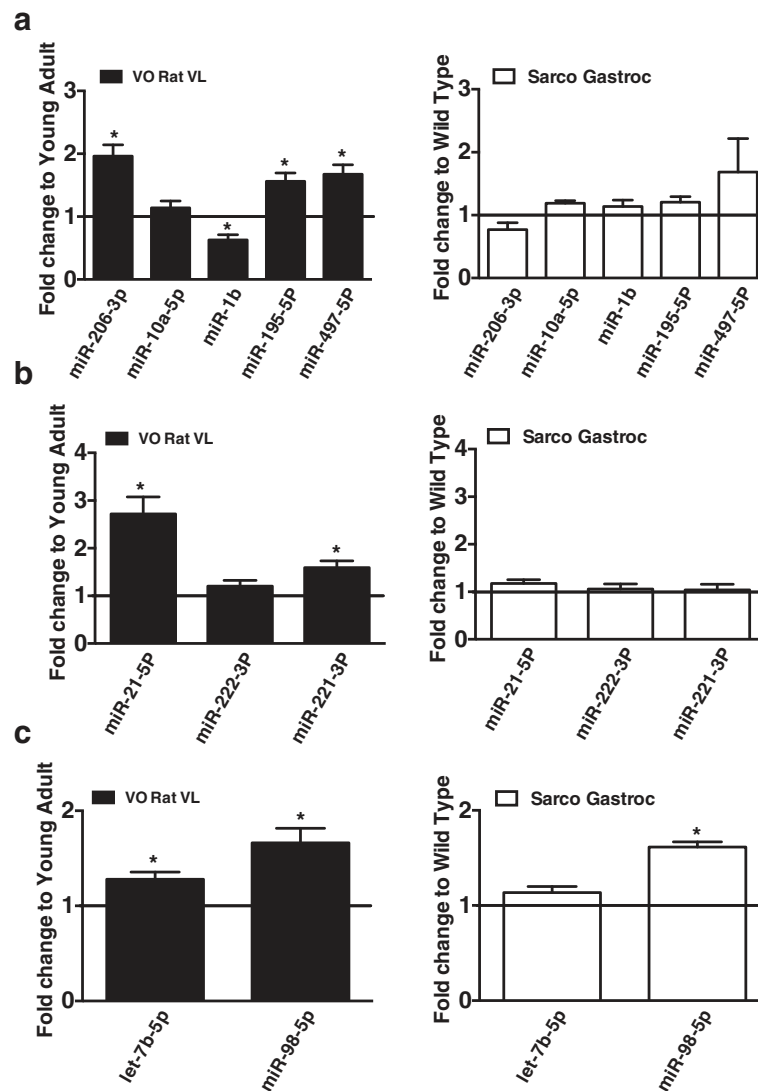 a
VO Rat VL
Fold change to Young Adult
3
2
1
0
*
*
*
*
miR-206-3p
miR-10a-5p
miR-1b
miR-195-5P
miR-497-5P
Sarco Gastroc
Fold change to Wild Type
3
2
1
0
miR-206-3p
miR-10a-5p
miR-1b
miR-195-5P
miR-497-5P
b
VO Rat VL
Fold change to Young Adult
4
3
2
1
0
*
*
miR-21-5P
miR-222-3P
miR-221-3P
Sarco Gastroc
Fold change to Wild Type
4
3
2
1
0
miR-21-5P
miR-222-3P
miR-221-3P
c
VO Rat VL
Fold change to Young Adult
2
1
0
*
*
let-7b-5p
miR-98-5p
Sarco Gastroc
Fold change to Wild Type
2
1
0
*
let-7b-5p
miR-98-5p